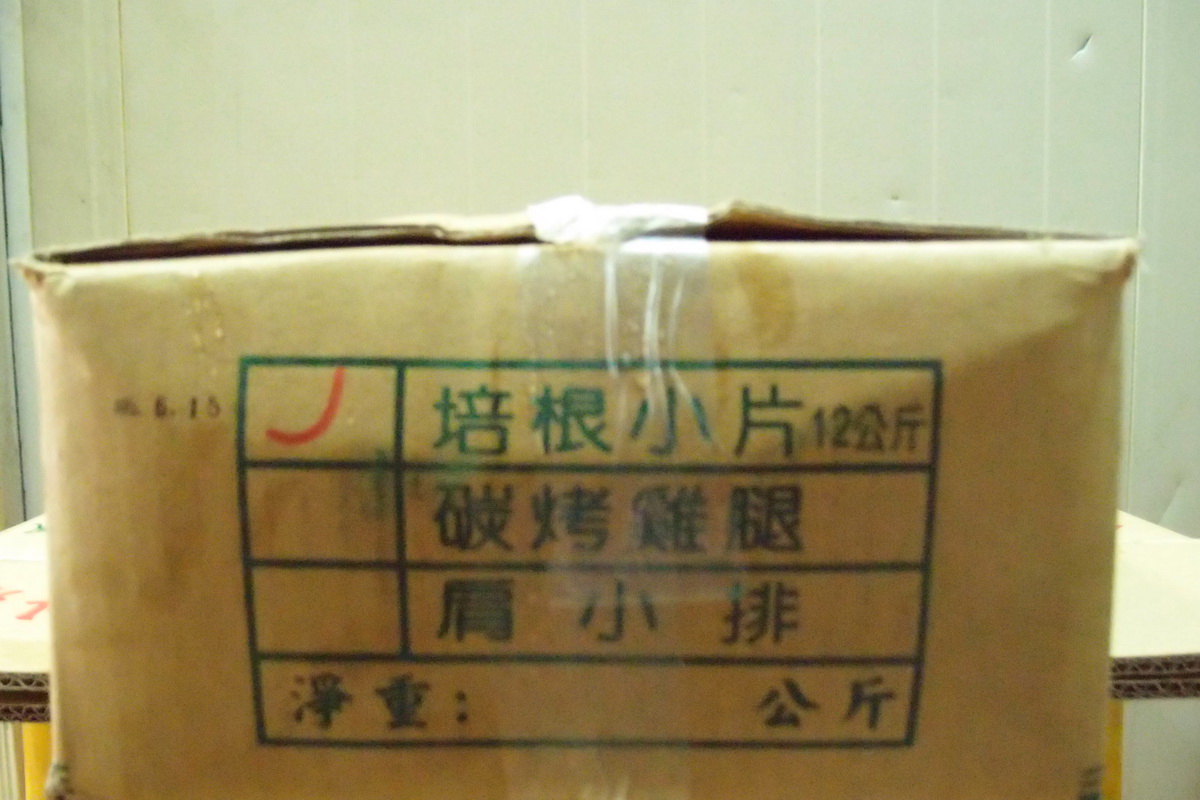 培根小片12公斤
碳烤雞腿
肩小排
淨重: 公斤